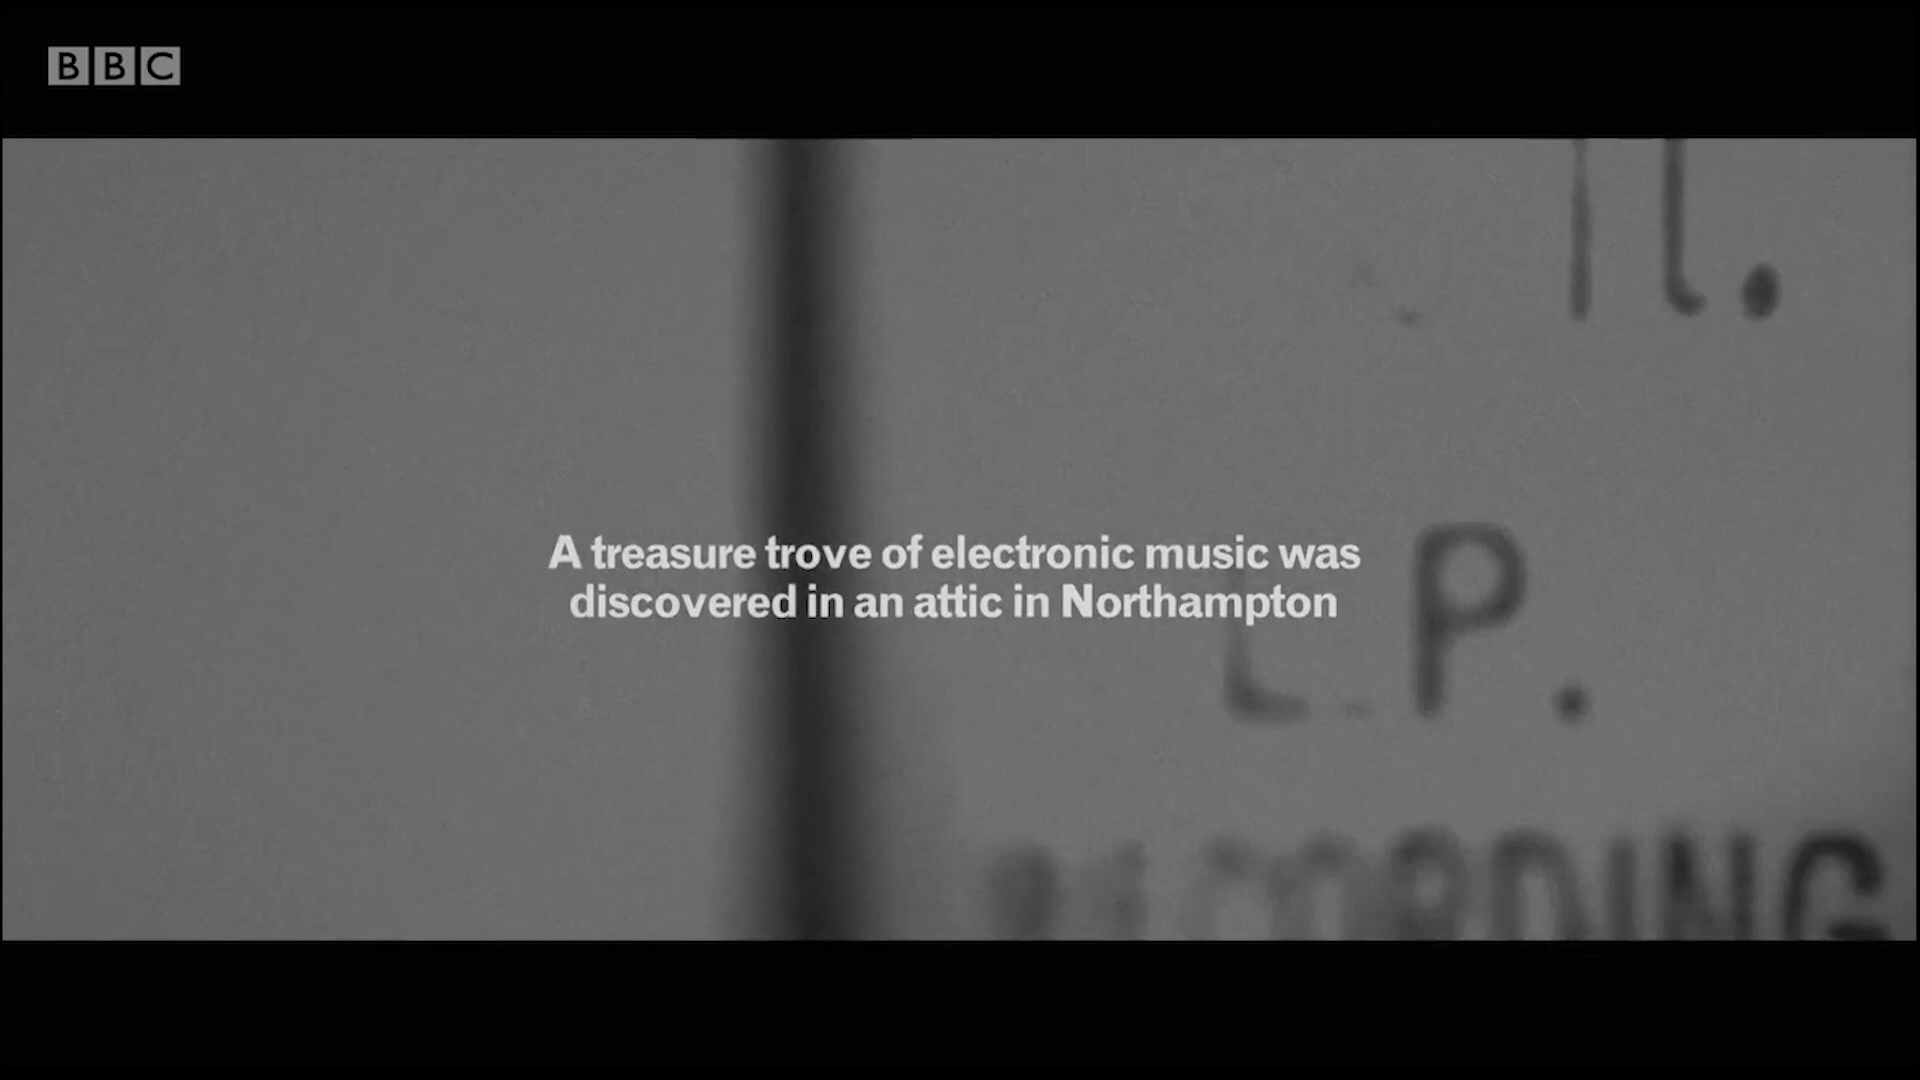 BBC
A treasure trove of electronic music was
discovered in an attic in Northampton
P.